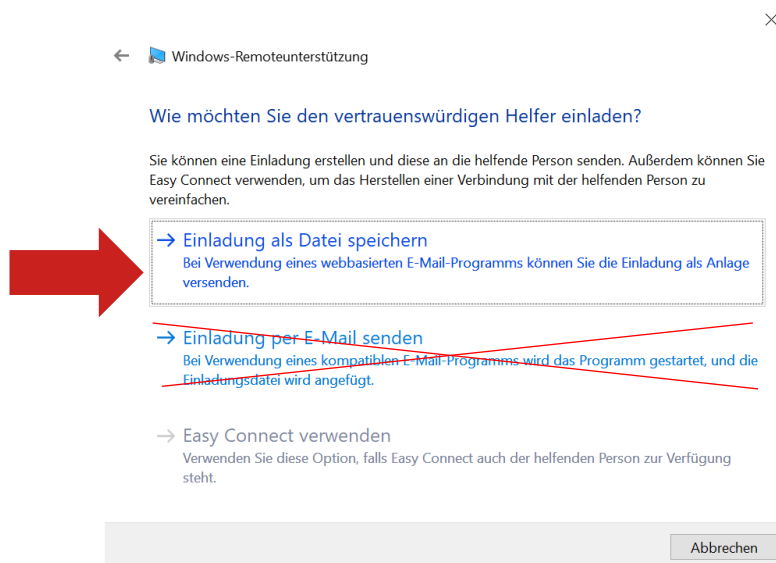 Windows-Remoteunterstützung
Wie möchten Sie den vertrauenswürdigen Helfer einladen?
Sie können eine Einladung erstellen und diese an die helfende Person senden. Außerdem können Sie
Easy Connect verwenden, um das Herstellen einer Verbindung mit der helfenden Person zu
vereinfachen.
Einladung als Datei speichern
Bei Verwendung eines webbasierten E-Mail-Programms können Sie die Einladung als Anlage
versenden.
Einladung per E-Mail senden
Bei Verwendung eines kompatiblen E-Mail-Programms wird das Programm gestartet, und die
Einladungsdatei wird angefügt.
Easy Connect verwenden
Verwenden Sie diese Option, falls Easy Connect auch der helfenden Person zur Verfügung
steht.
Abbrechen